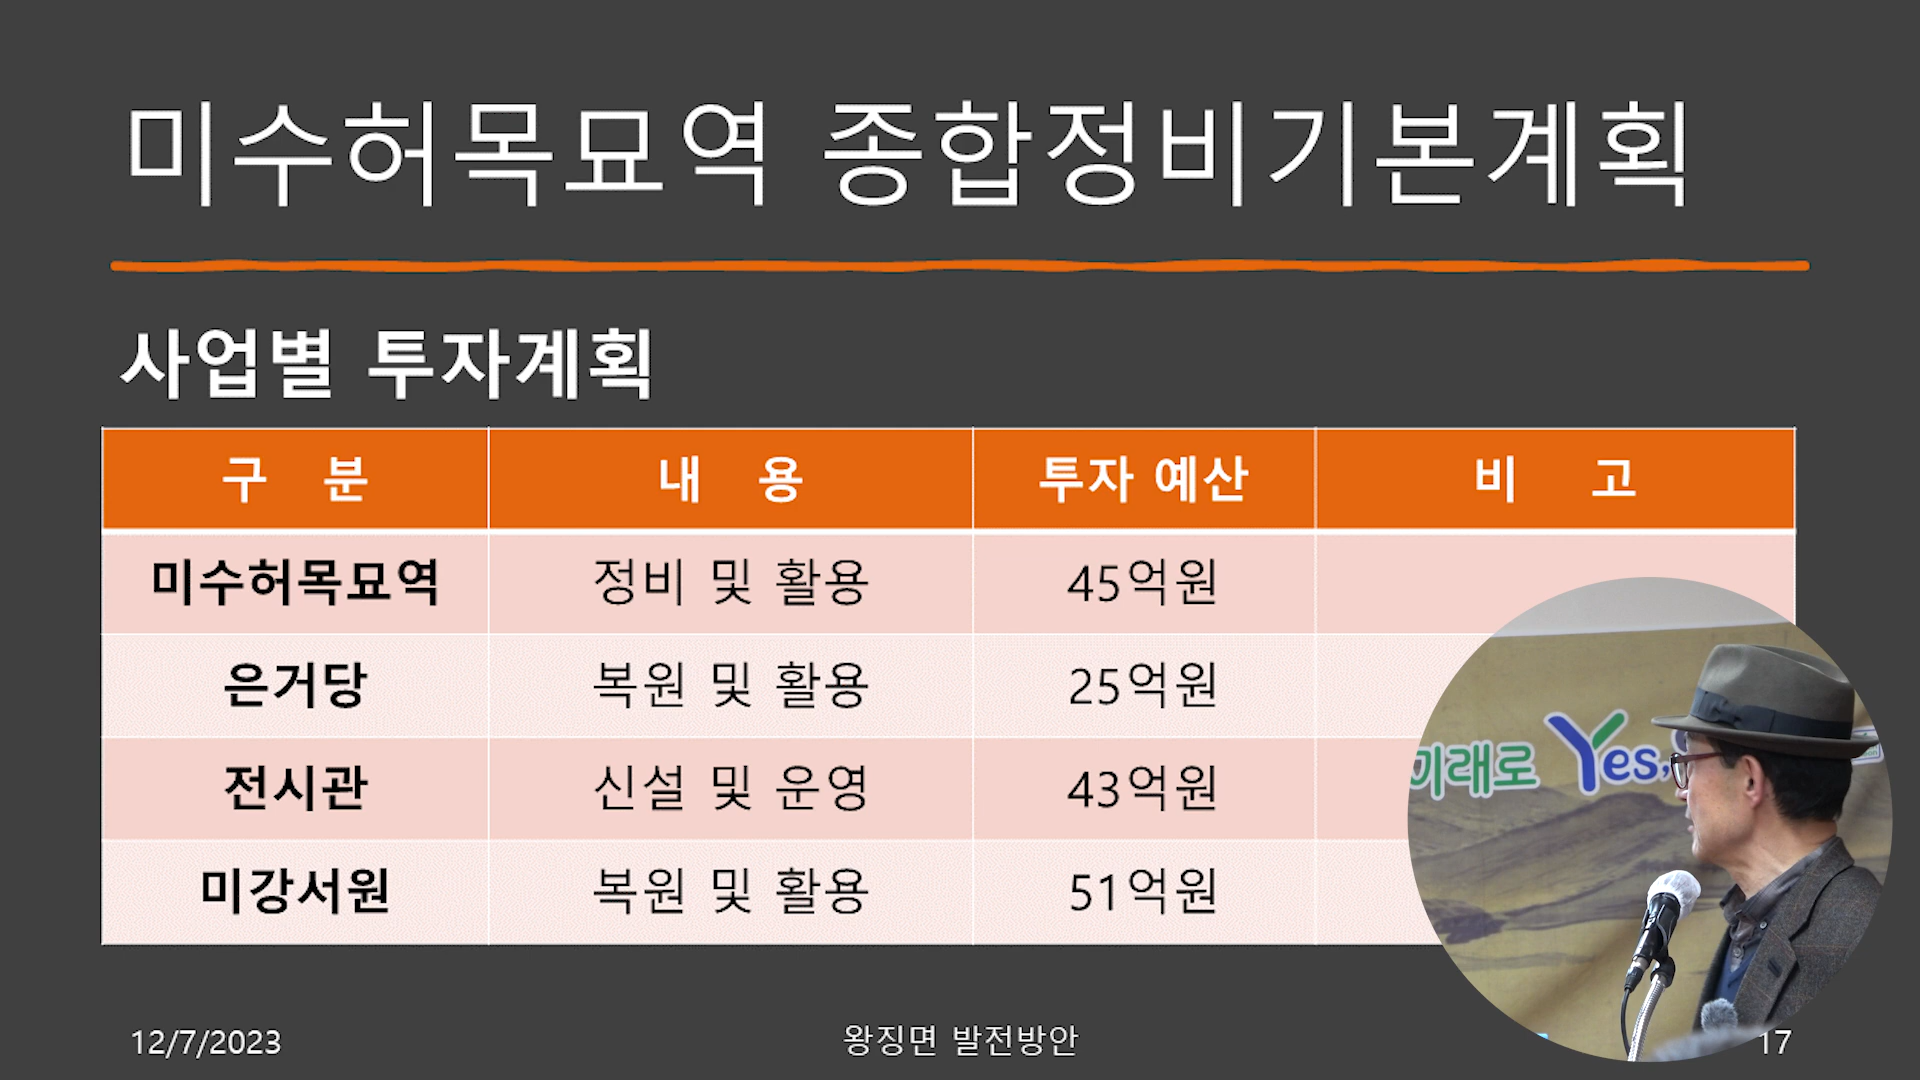 미수허목묘역 종합정비기본계획
사업별 투자계획
구 분 내 용 투자 예산 비 고
미수허목묘역 정비 및 활용 45억원
은거당 복원 및 활용 25억원
전시관 신설 및 운영 43억원
미강서원 복원 및 활용 51억원
미래로 Yes,
12/7/2023 왕징면 발전방안 17